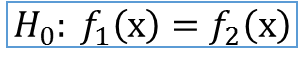 H₀: f₁(x) = f₂(x)